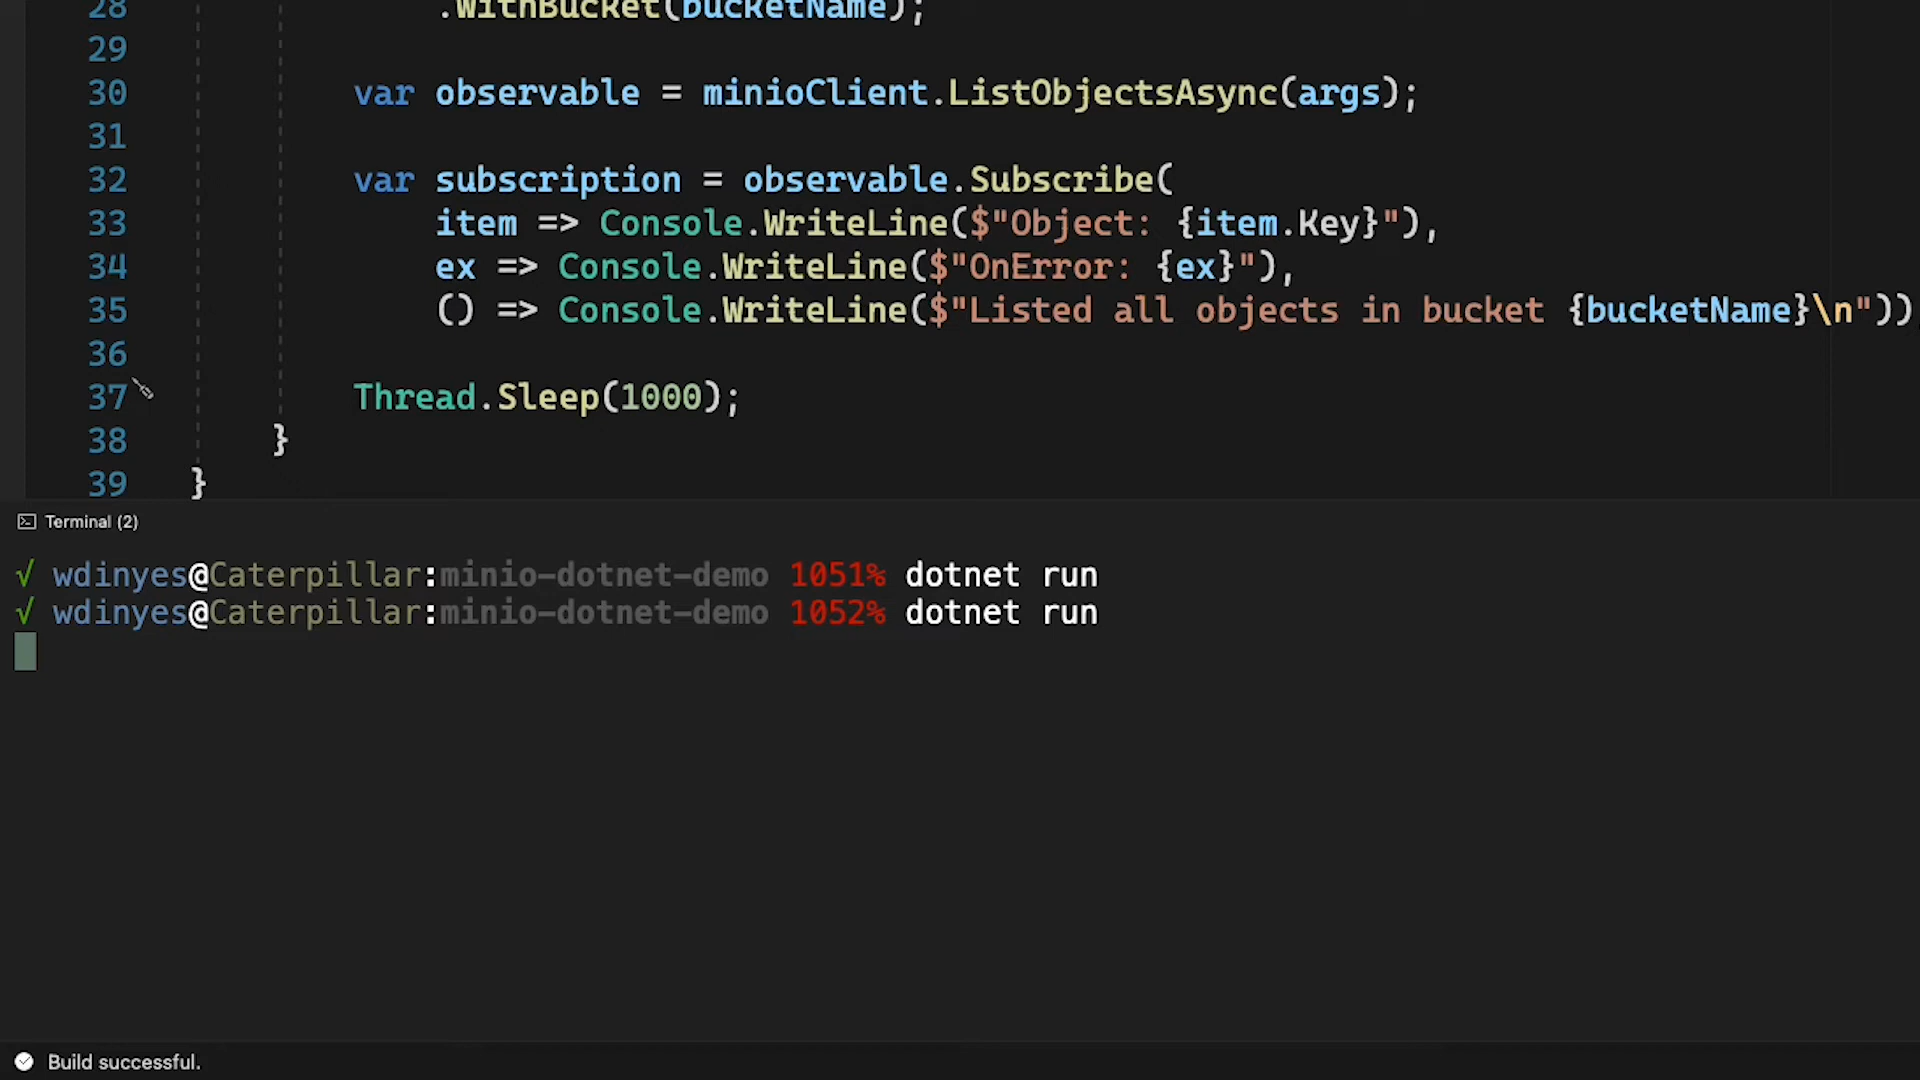 28 .WithBucket(bucketName);
29
30 var observable = minioClient.ListObjectsAsync(args);
31
32 var subscription = observable.Subscribe(
33 item => Console.WriteLine($"Object: {item.Key}"),
34 ex => Console.WriteLine($"OnError: {ex}"),
35 () => Console.WriteLine($"Listed all objects in bucket {bucketName}\n"))
36
37 Thread.Sleep(1000);
38 }
39 }
Terminal (2)
√ wdinyes@Caterpillar:minio-dotnet-demo 1051% dotnet run
√ wdinyes@Caterpillar:minio-dotnet-demo 1052% dotnet run
Build successful.